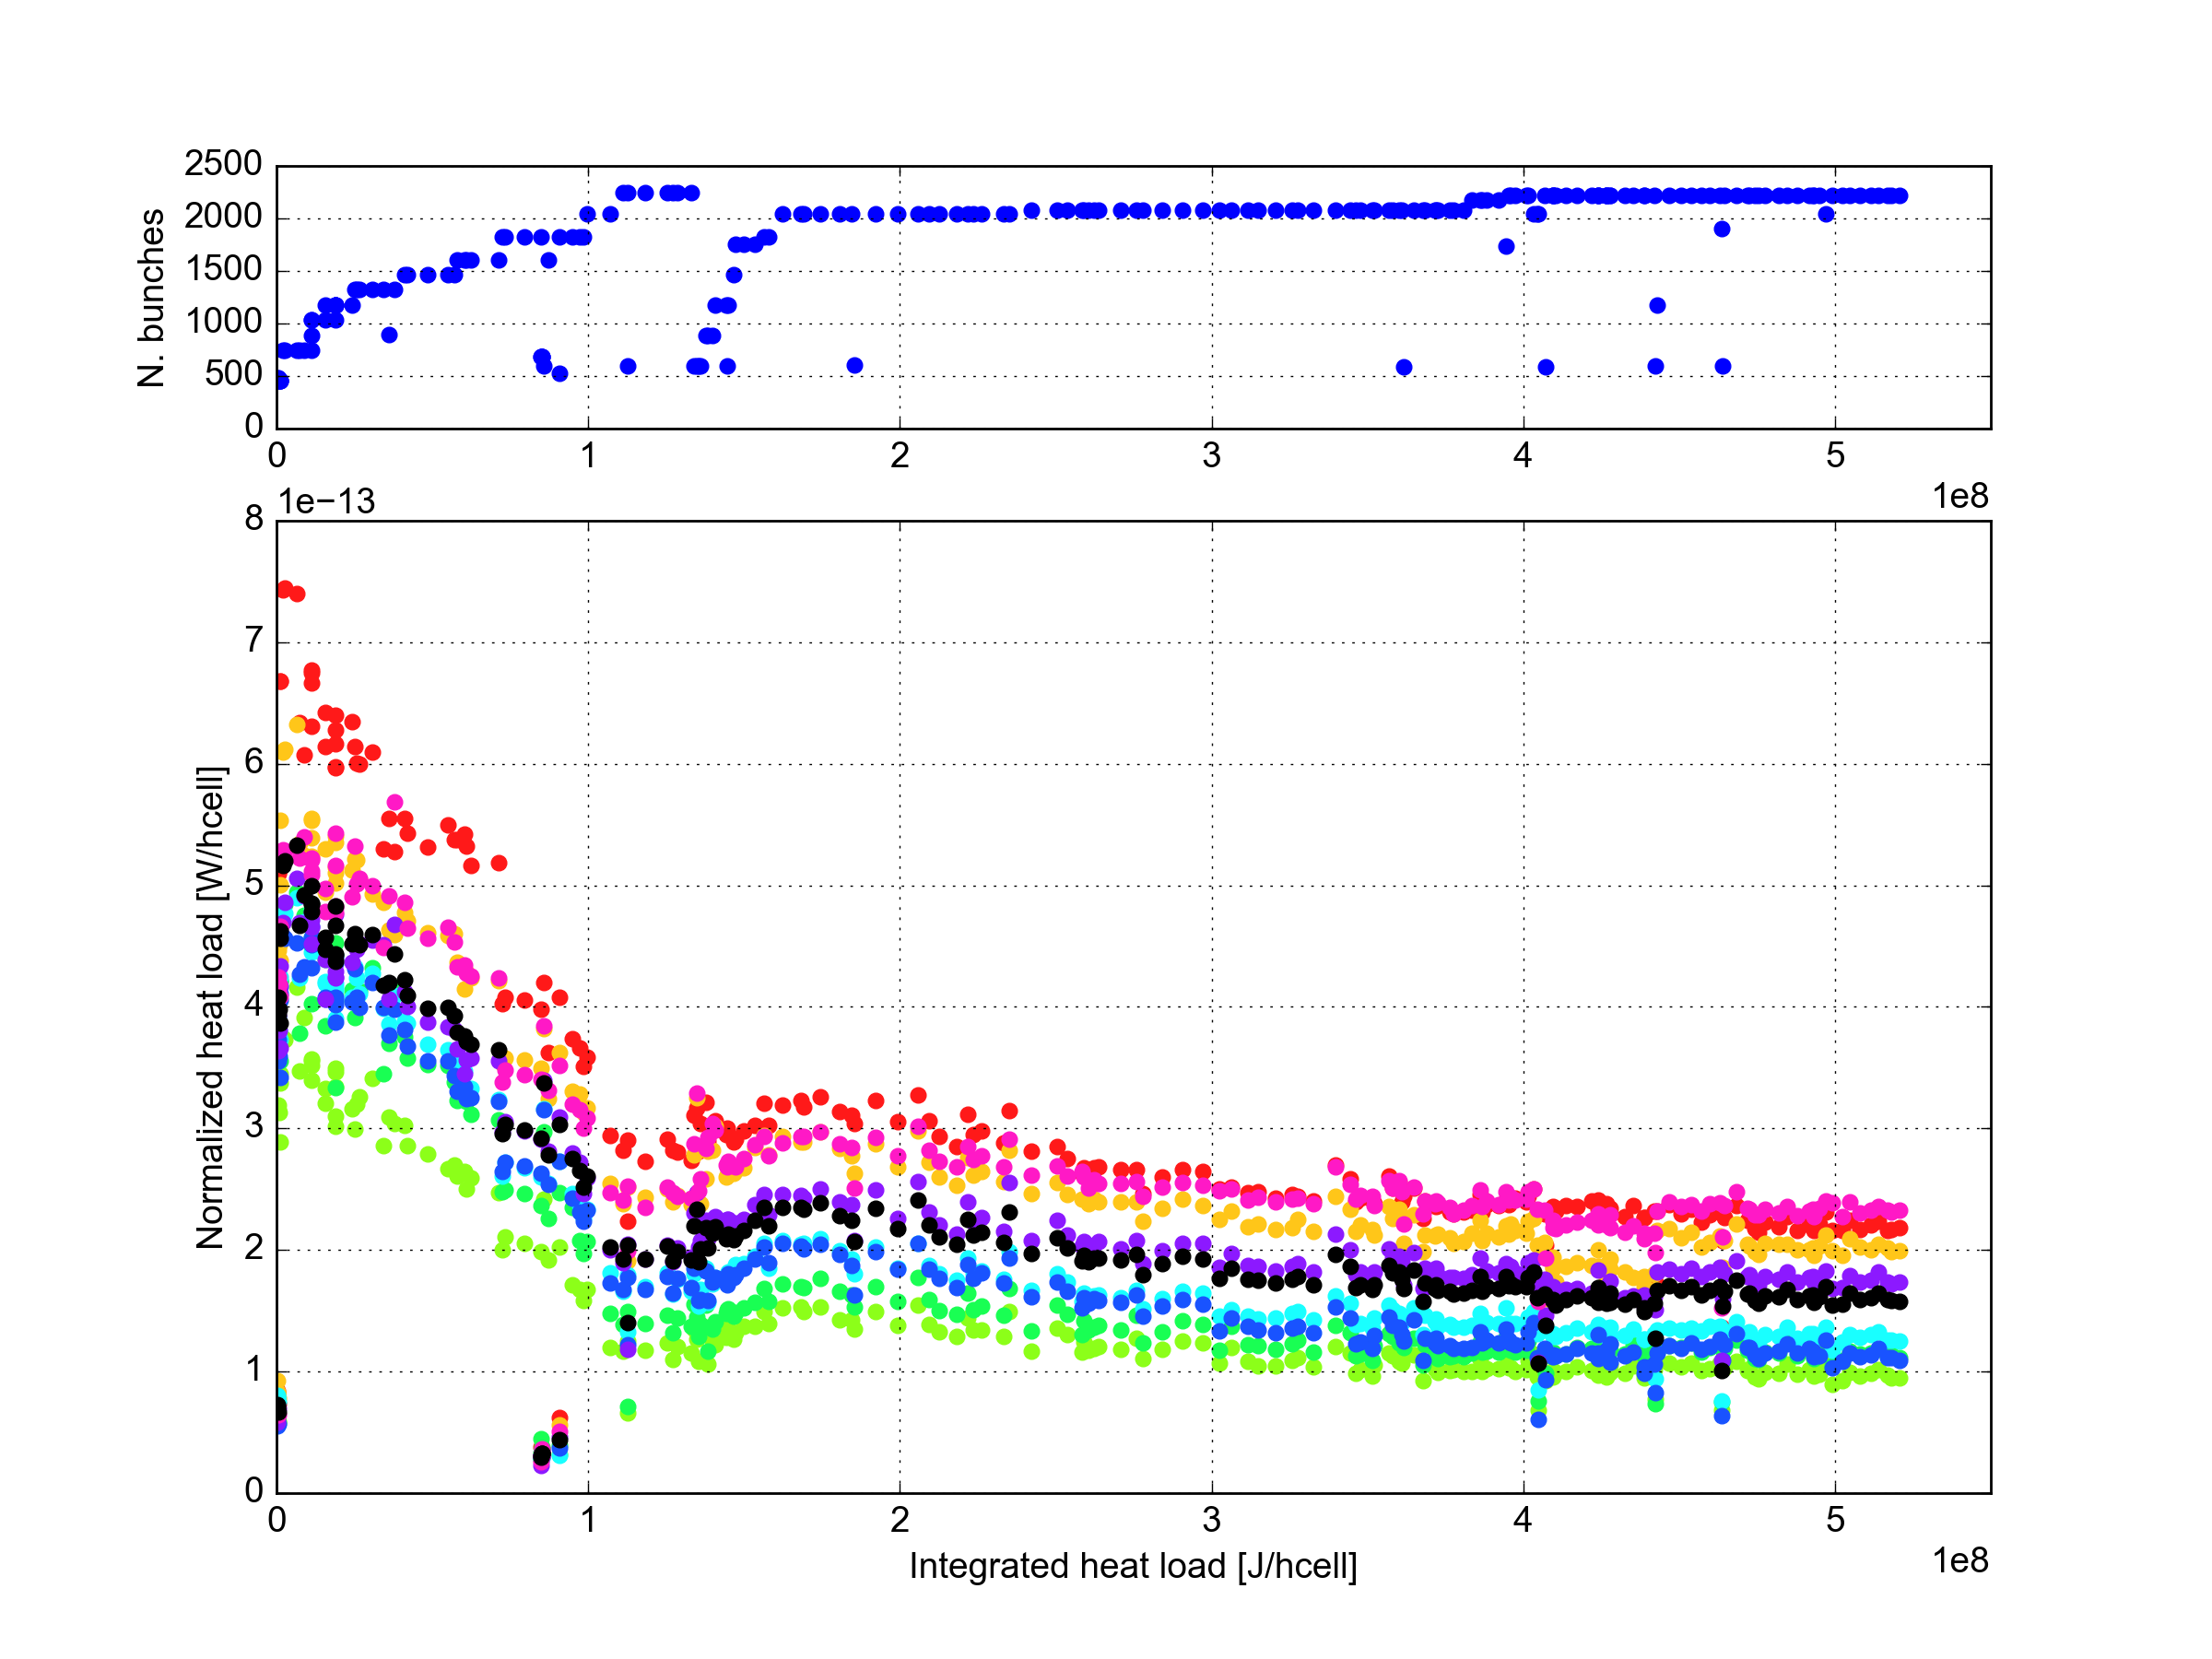 2500
2000
1500
1000
500
0
N. bunches
0 1 2 3 4 5
1e8
1e−13
8
7
6
5
4
3
2
1
0
Normalized heat load [W/hcell]
0 1 2 3 4 5
1e8
Integrated heat load [J/hcell]